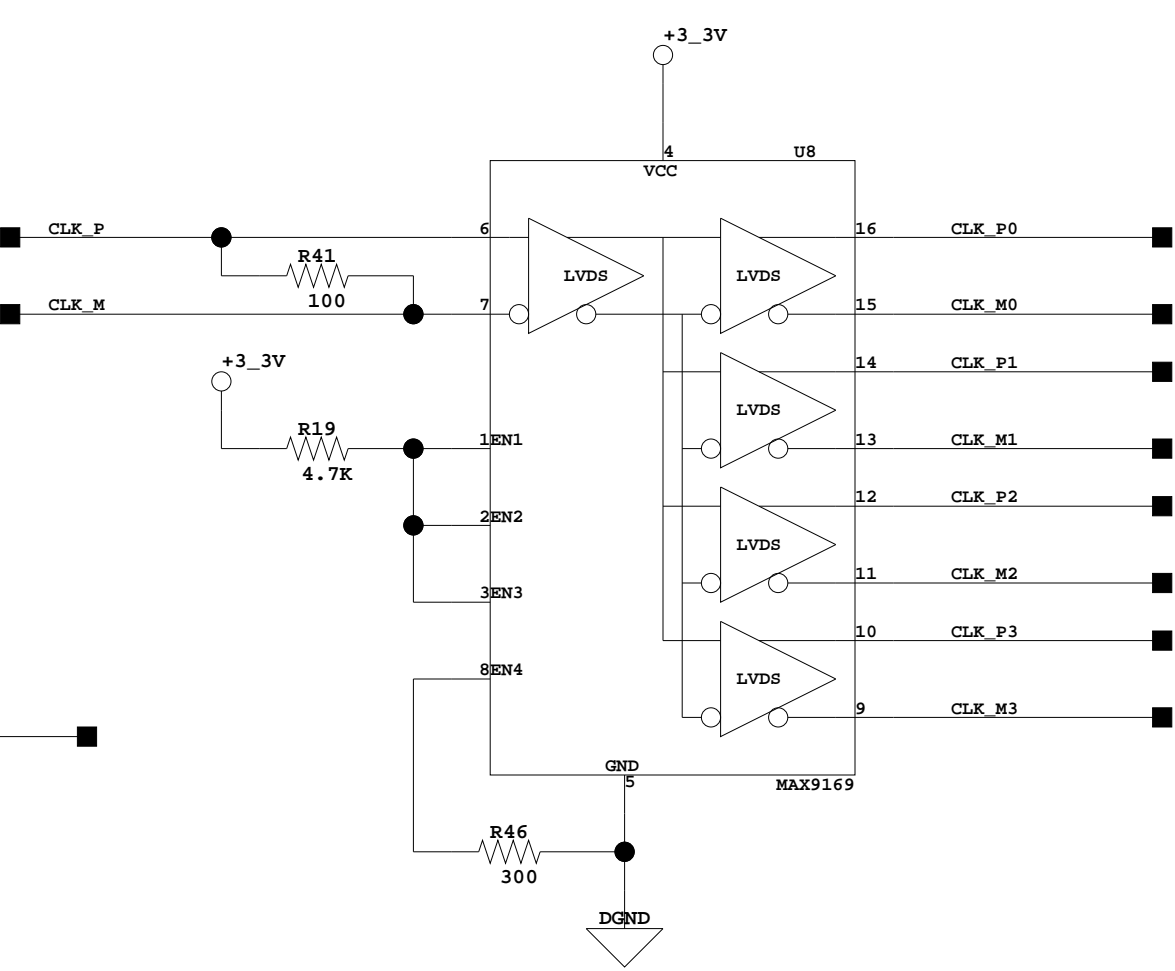 +3_3V
4
U8
VCC
CLK_P
6
16
CLK_P0
R41
LVDS
LVDS
100
CLK_M
7
15
CLK_M0
+3_3V
14
CLK_P1
LVDS
R19
1EN1
13
CLK_M1
4.7K
12
CLK_P2
2EN2
LVDS
3EN3
11
CLK_M2
10
CLK_P3
8EN4
LVDS
9
CLK_M3
GND
5
MAX9169
R46
300
DGND